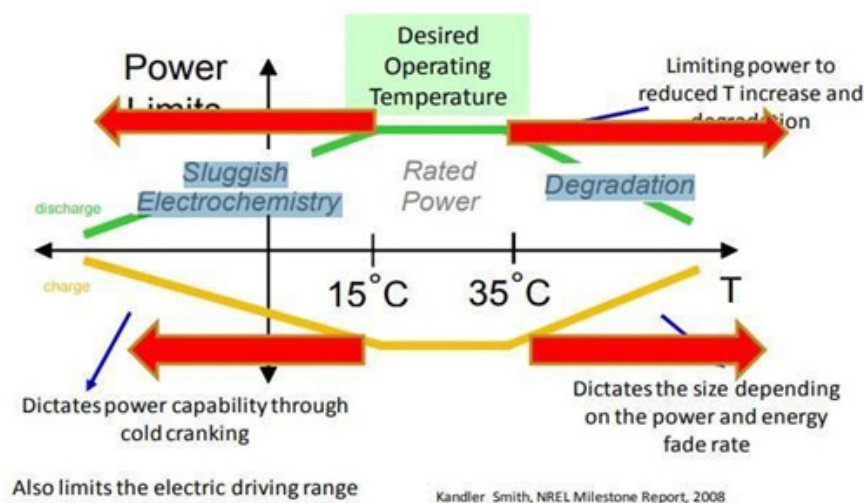 Desired
Operating
Temperature
Power
Limits
Limiting power to
reduced T increase and
degradation
Sluggish
Electrochemistry
Rated
Power
Degradation
discharge
charge
15°C
35°C
T
Dictates power capability through
cold cranking
Dictates the size depending
on the power and energy
fade rate
Also limits the electric driving range
Kandler Smith, NREL Milestone Report, 2008